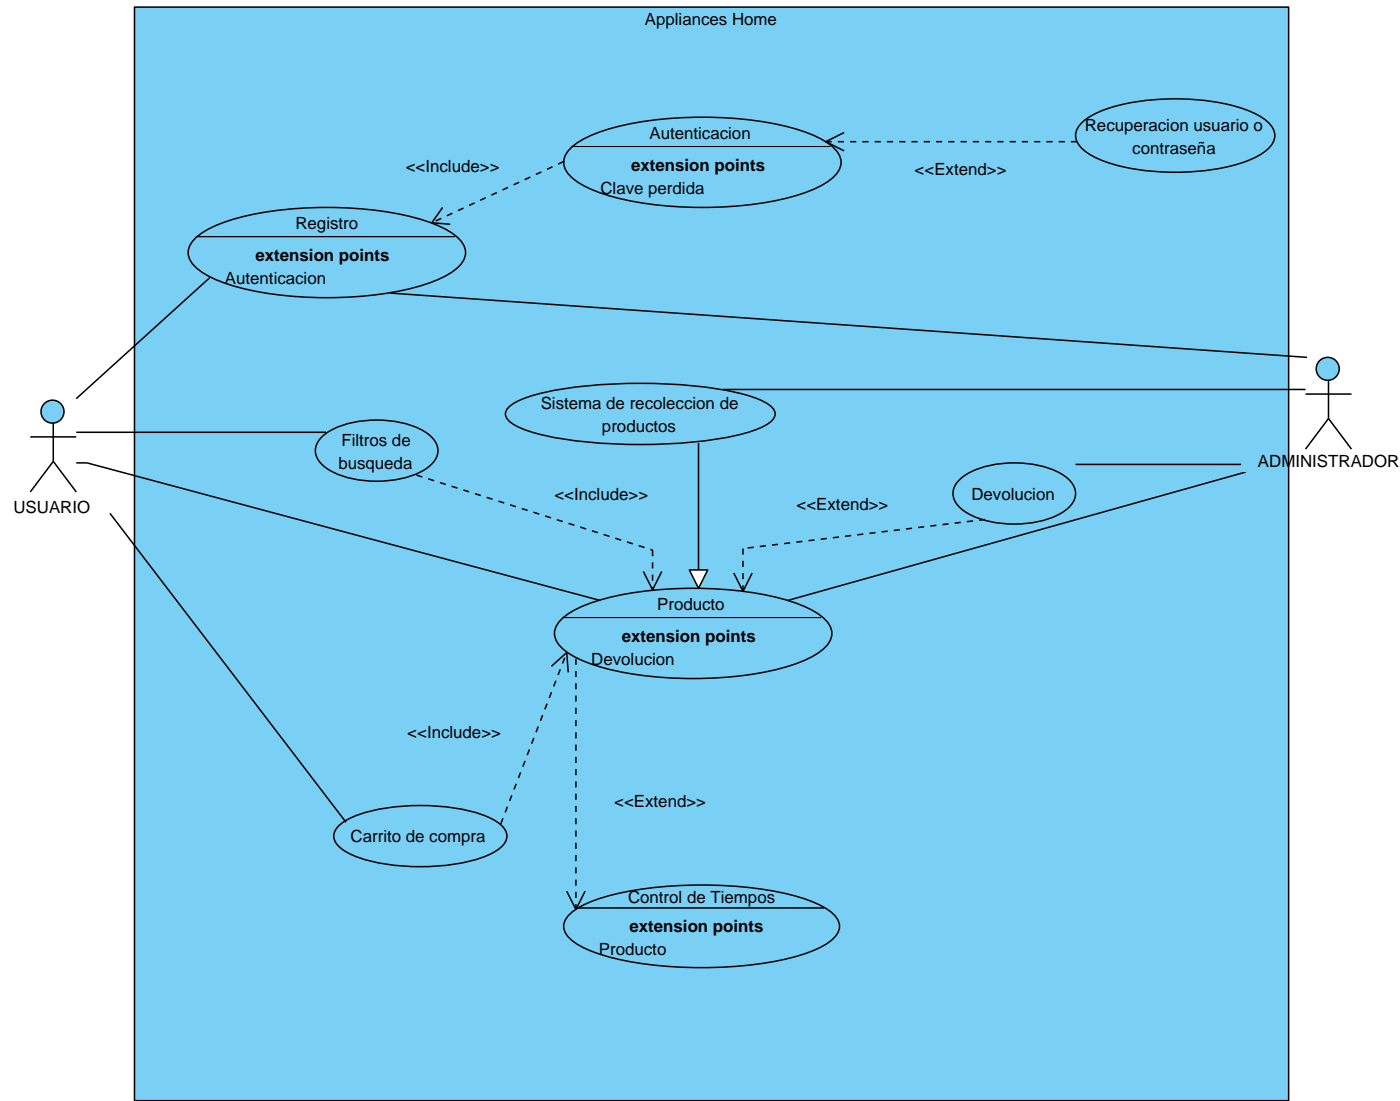 Appliances Home
Autenticacion
extension points
Clave perdida
Recuperacion usuario o
contraseña
<<Include>>
<<Extend>>
Registro
extension points
Autenticacion
Sistema de recoleccion de
productos
Filtros de
busqueda
USUARIO
ADMINISTRADOR
<<Include>>
<<Extend>>
Devolucion
Producto
extension points
Devolucion
<<Include>>
<<Extend>>
Carrito de compra
Control de Tiempos
extension points
Producto